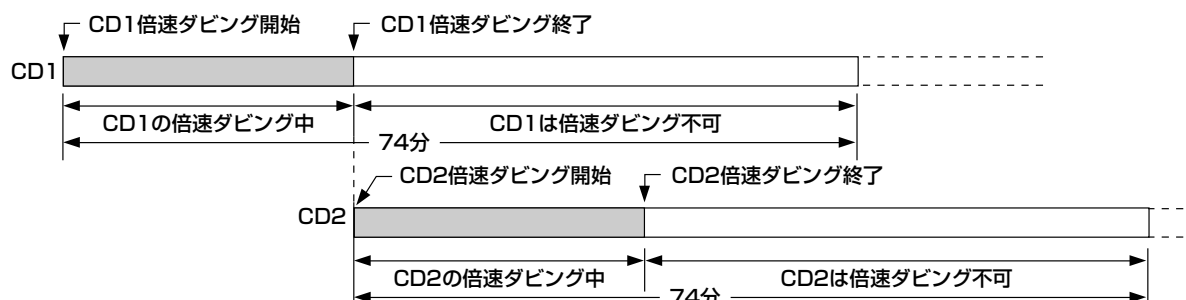 CD1倍速ダビング開始 CD1倍速ダビング終了
CD1
CD1の倍速ダビング中 CD1は倍速ダビング不可
74分
CD2倍速ダビング開始 CD2倍速ダビング終了
CD2
CD2の倍速ダビング中 CD2は倍速ダビング不可
74分